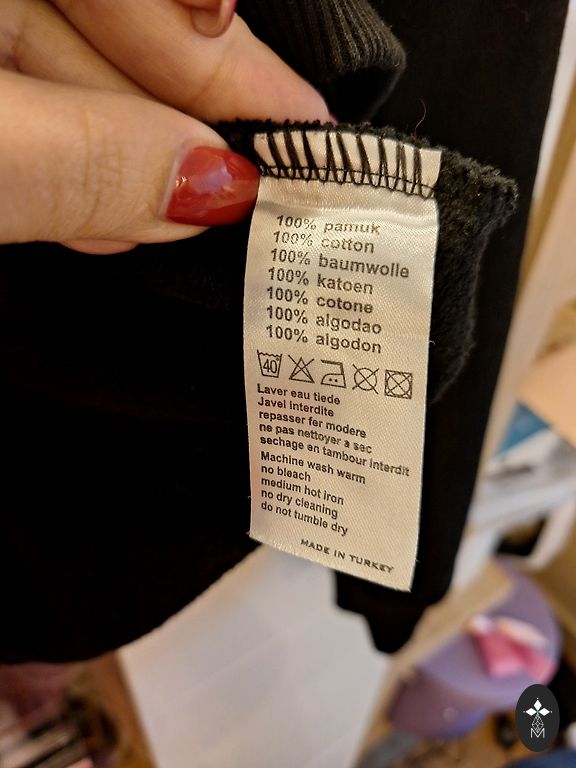 100% pamuk
100% cotton
100% baumwolle
100% katoen
100% cotone
100% algodao
100% algodon
40
Laver eau tiede
Javel interdite
repasser fer modere
ne pas nettoyer a sec
sechage en tambour interdit
Machine wash warm
no bleach
medium hot iron
no dry cleaning
do not tumble dry
MADE IN TURKEY
M